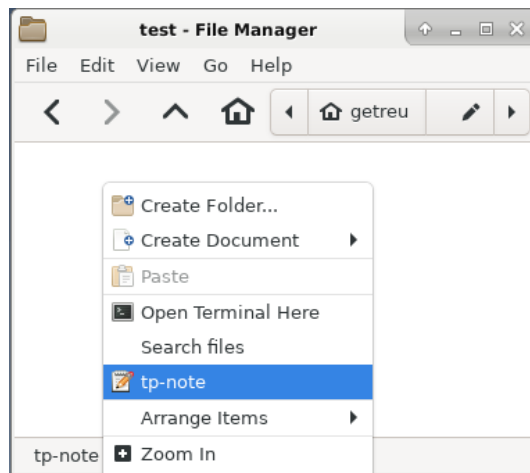 test - File Manager
File Edit View Go Help
getreu
Create Folder...
Create Document
Paste
Open Terminal Here
Search files
tp-note
Arrange Items
tp-note
Zoom In